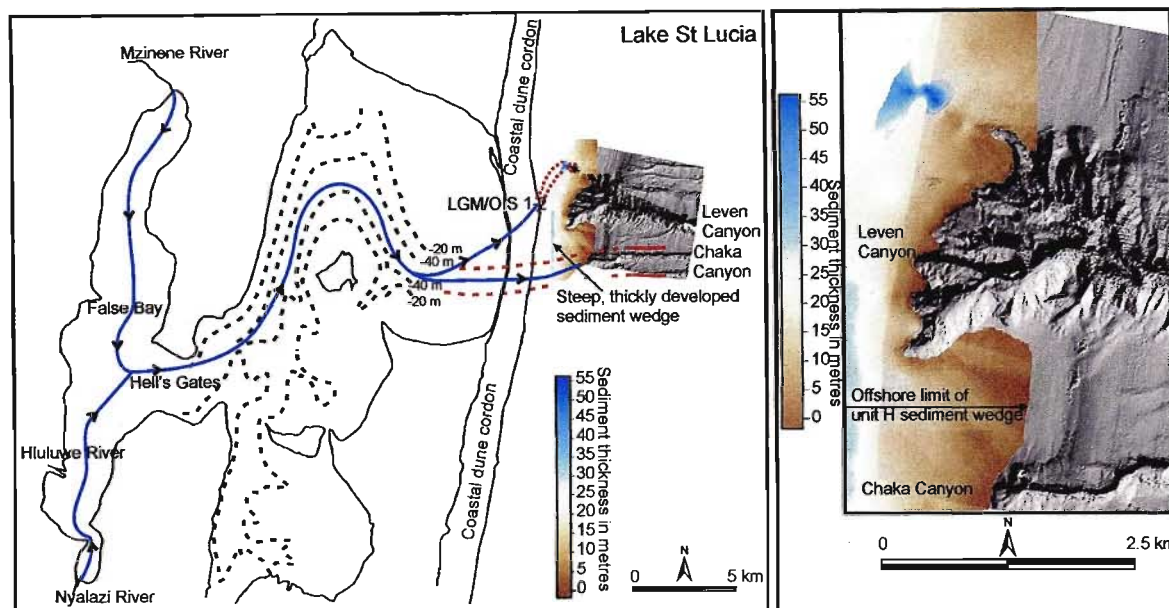 Lake St Lucia
Mzinene River
Coastal dune cordon
LGM/OIS 1
Leven
Canyon
Chaka
Canyon
-20 m
-40 m
-40 m
-20 m
Steep, thickly developed
sediment wedge
False Bay
Hell's Gates
Hluluwe River
Nyalazi River
Coastal dune cordon
55
50
45
40
35
30
25
20
15
10
5
0
Sediment thickness in metres
N
0 5 km
55
50
45
40
35
30
25
20
15
10
5
0
Sediment thickness in metres
Leven
Canyon
Offshore limit of
unit H sediment wedge
Chaka Canyon
N
0 2.5 km